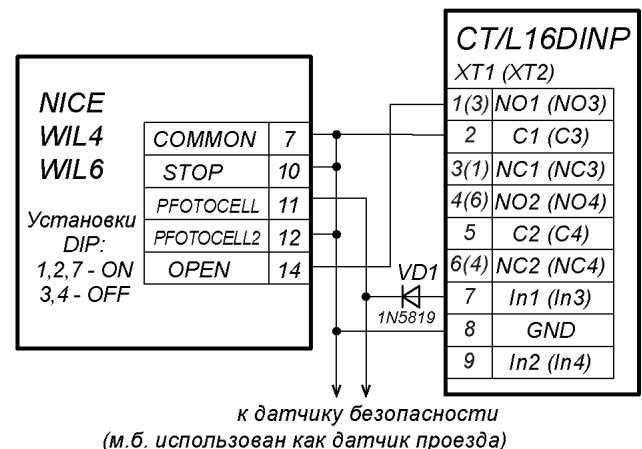 NICE
WIL4
WIL6
Установки
DIP:
1,2,7 - ON
3,4 - OFF
COMMON 7
STOP 10
PFOTOCELL 11
PFOTOCELL2 12
OPEN 14
VD1
1N5819
CT/L16DINP
XT1 (XT2)
1(3) NO1 (NO3)
2 C1 (C3)
3(1) NC1 (NC3)
4(6) NO2 (NO4)
5 C2 (C4)
6(4) NC2 (NC4)
7 In1 (In3)
8 GND
9 In2 (In4)
к датчику безопасности
(м.б. использован как датчик проезда)